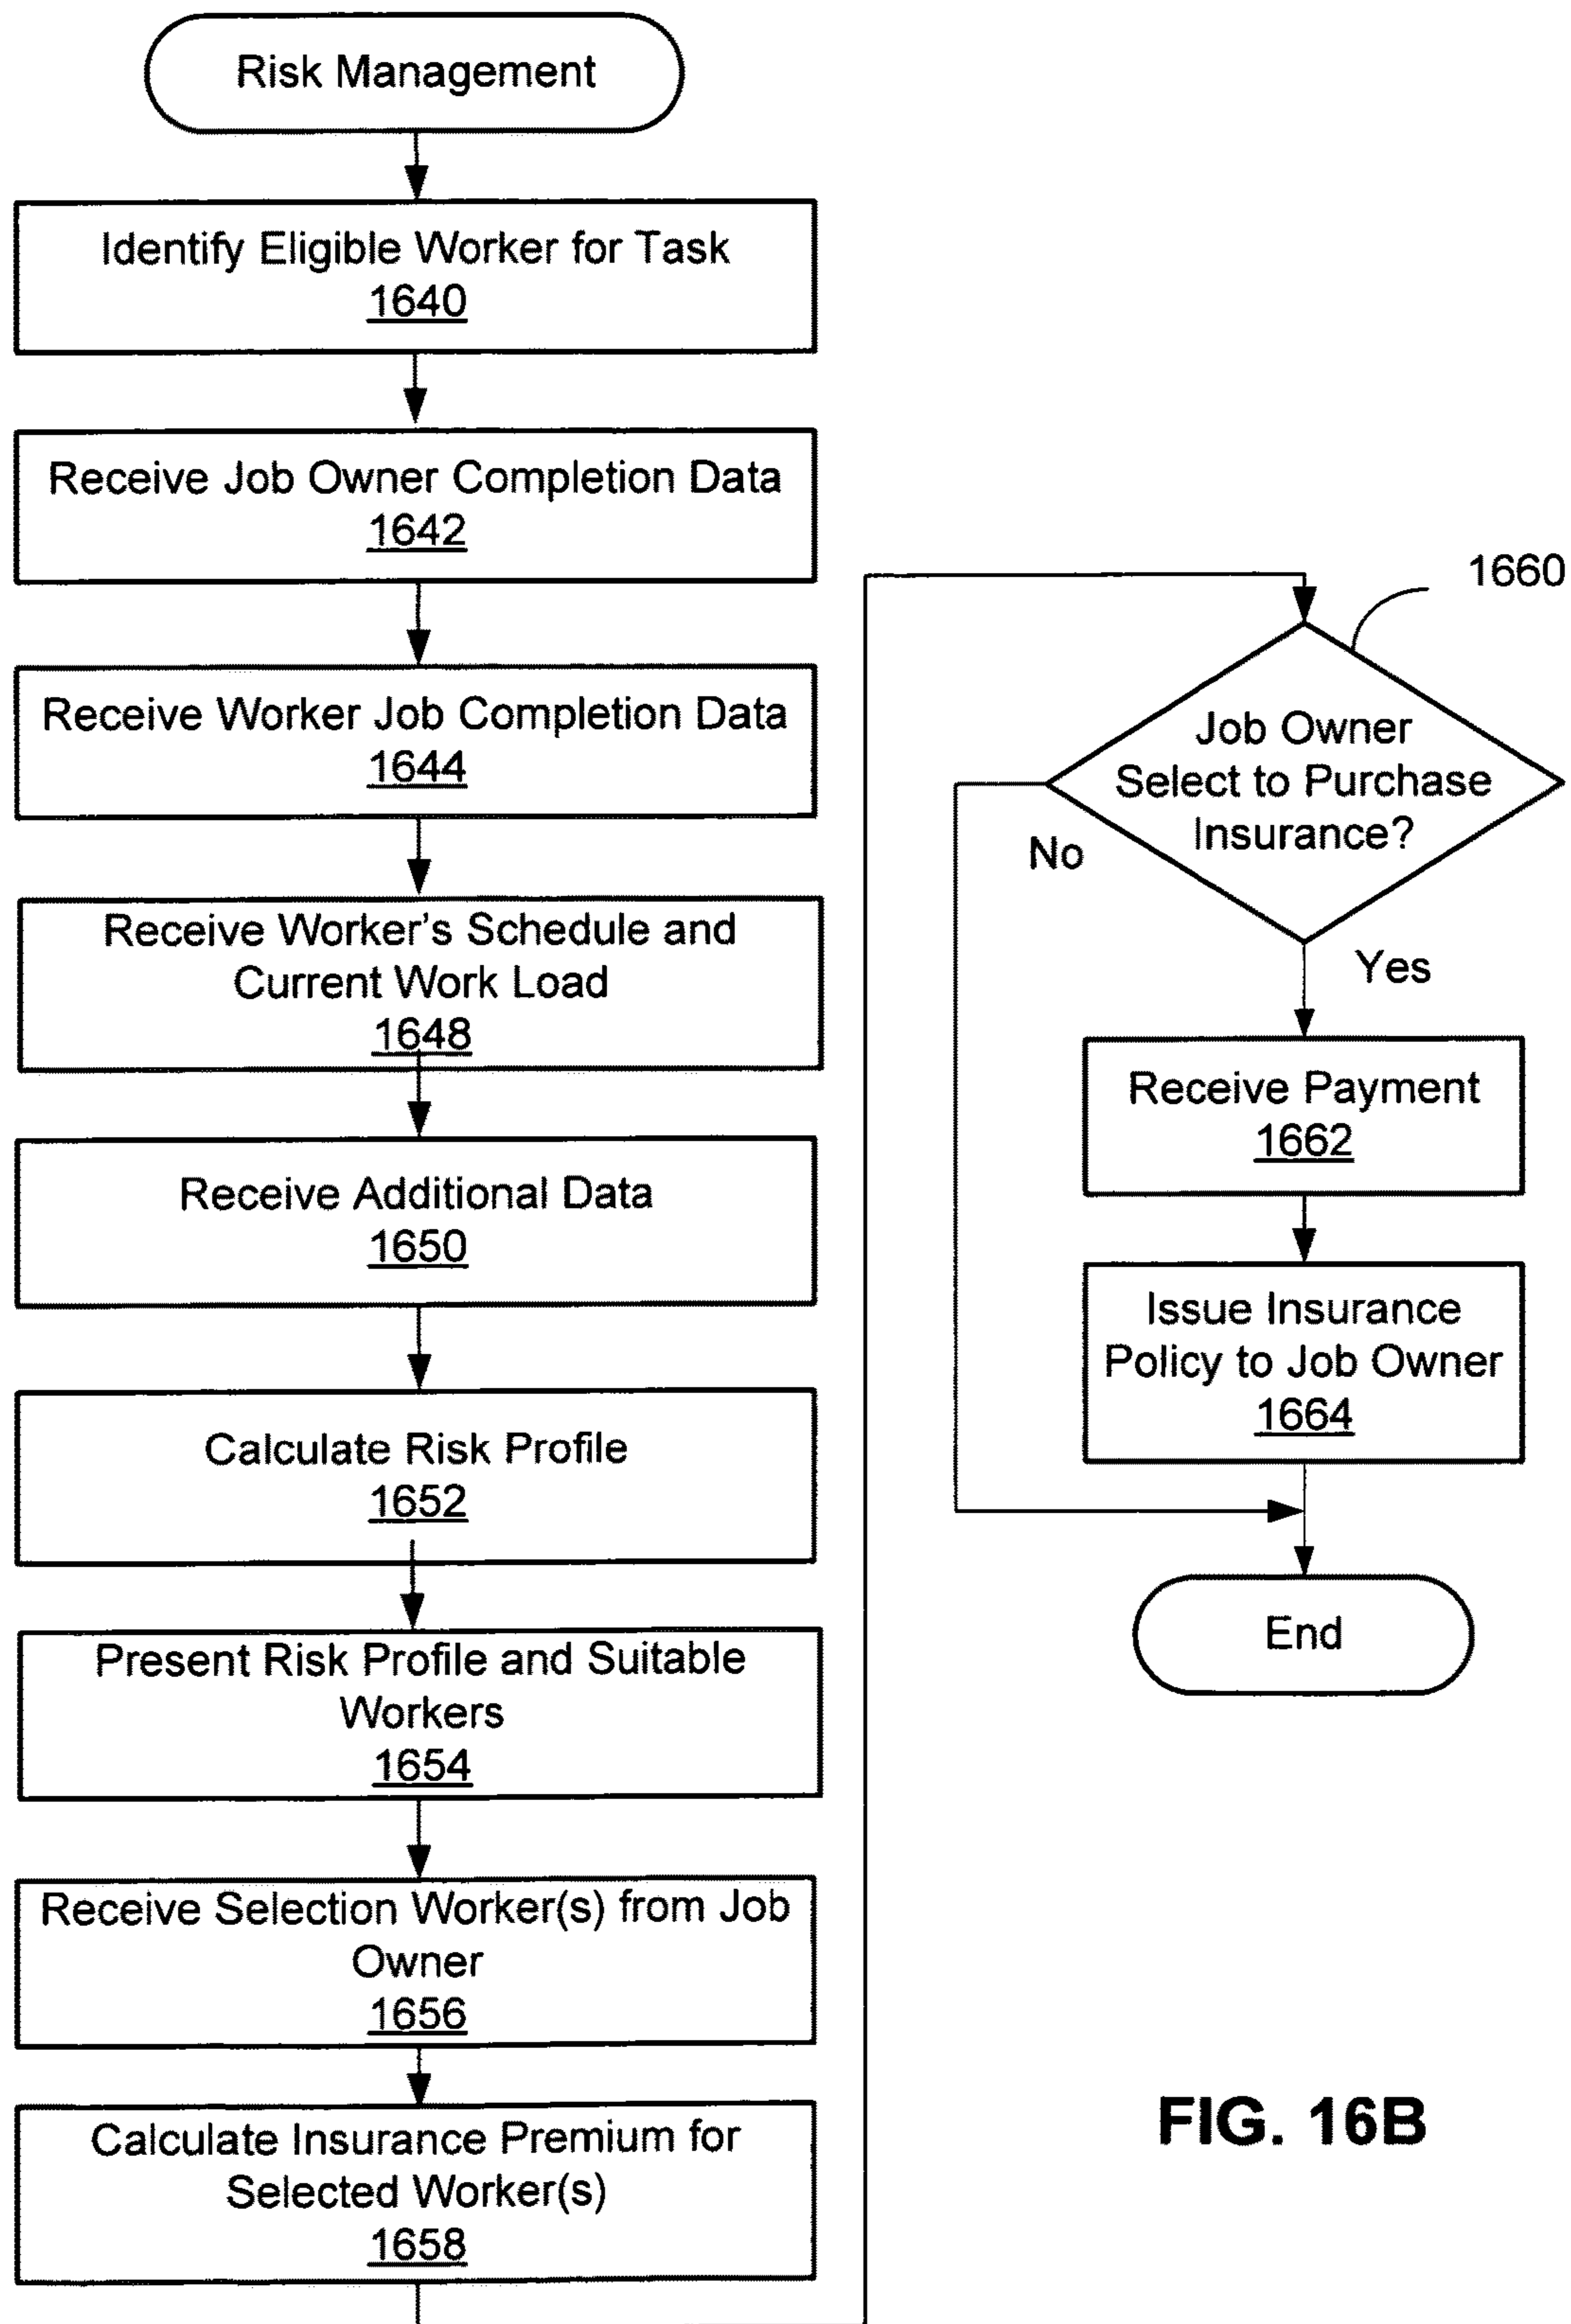 Risk Management
Identify Eligible Worker for Task
1640
Receive Job Owner Completion Data
1642
Receive Worker Job Completion Data
1644
Receive Worker's Schedule and
Current Work Load
1648
Receive Additional Data
1650
Calculate Risk Profile
1652
Present Risk Profile and Suitable
Workers
1654
Receive Selection Worker(s) from Job
Owner
1656
Calculate Insurance Premium for
Selected Worker(s)
1658
1660
Job Owner
Select to Purchase
Insurance?
No
Yes
Receive Payment
1662
Issue Insurance
Policy to Job Owner
1664
End
FIG. 16B